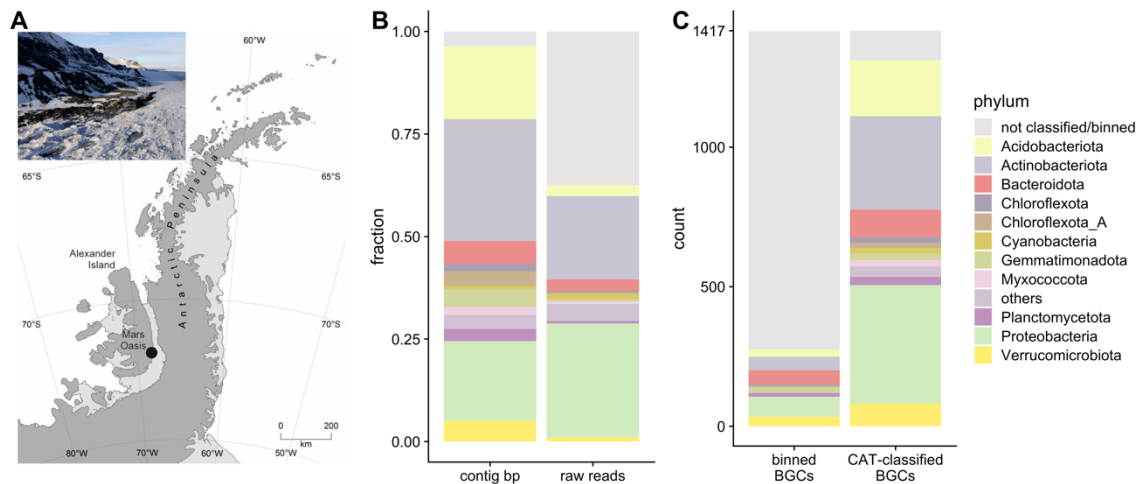 A
60°W
65°S
65°S
Antarctic Peninsula
Alexander
Island
70°S
70°S
Mars
Oasis
0
200
km
80°W
70°W
60°W
50°W
B
fraction
1.00
0.75
0.50
0.25
0.00
contig bp
raw reads
C
count
1417
1000
500
0
binned
BGCs
CAT-classified
BGCs
phylum
not classified/binned
Acidobacteriota
Actinobacteriota
Bacteroidota
Chloroflexota
Chloroflexota_A
Cyanobacteria
Gemmatimonadota
Myxococcota
others
Planctomycetota
Proteobacteria
Verrucomicrobiota